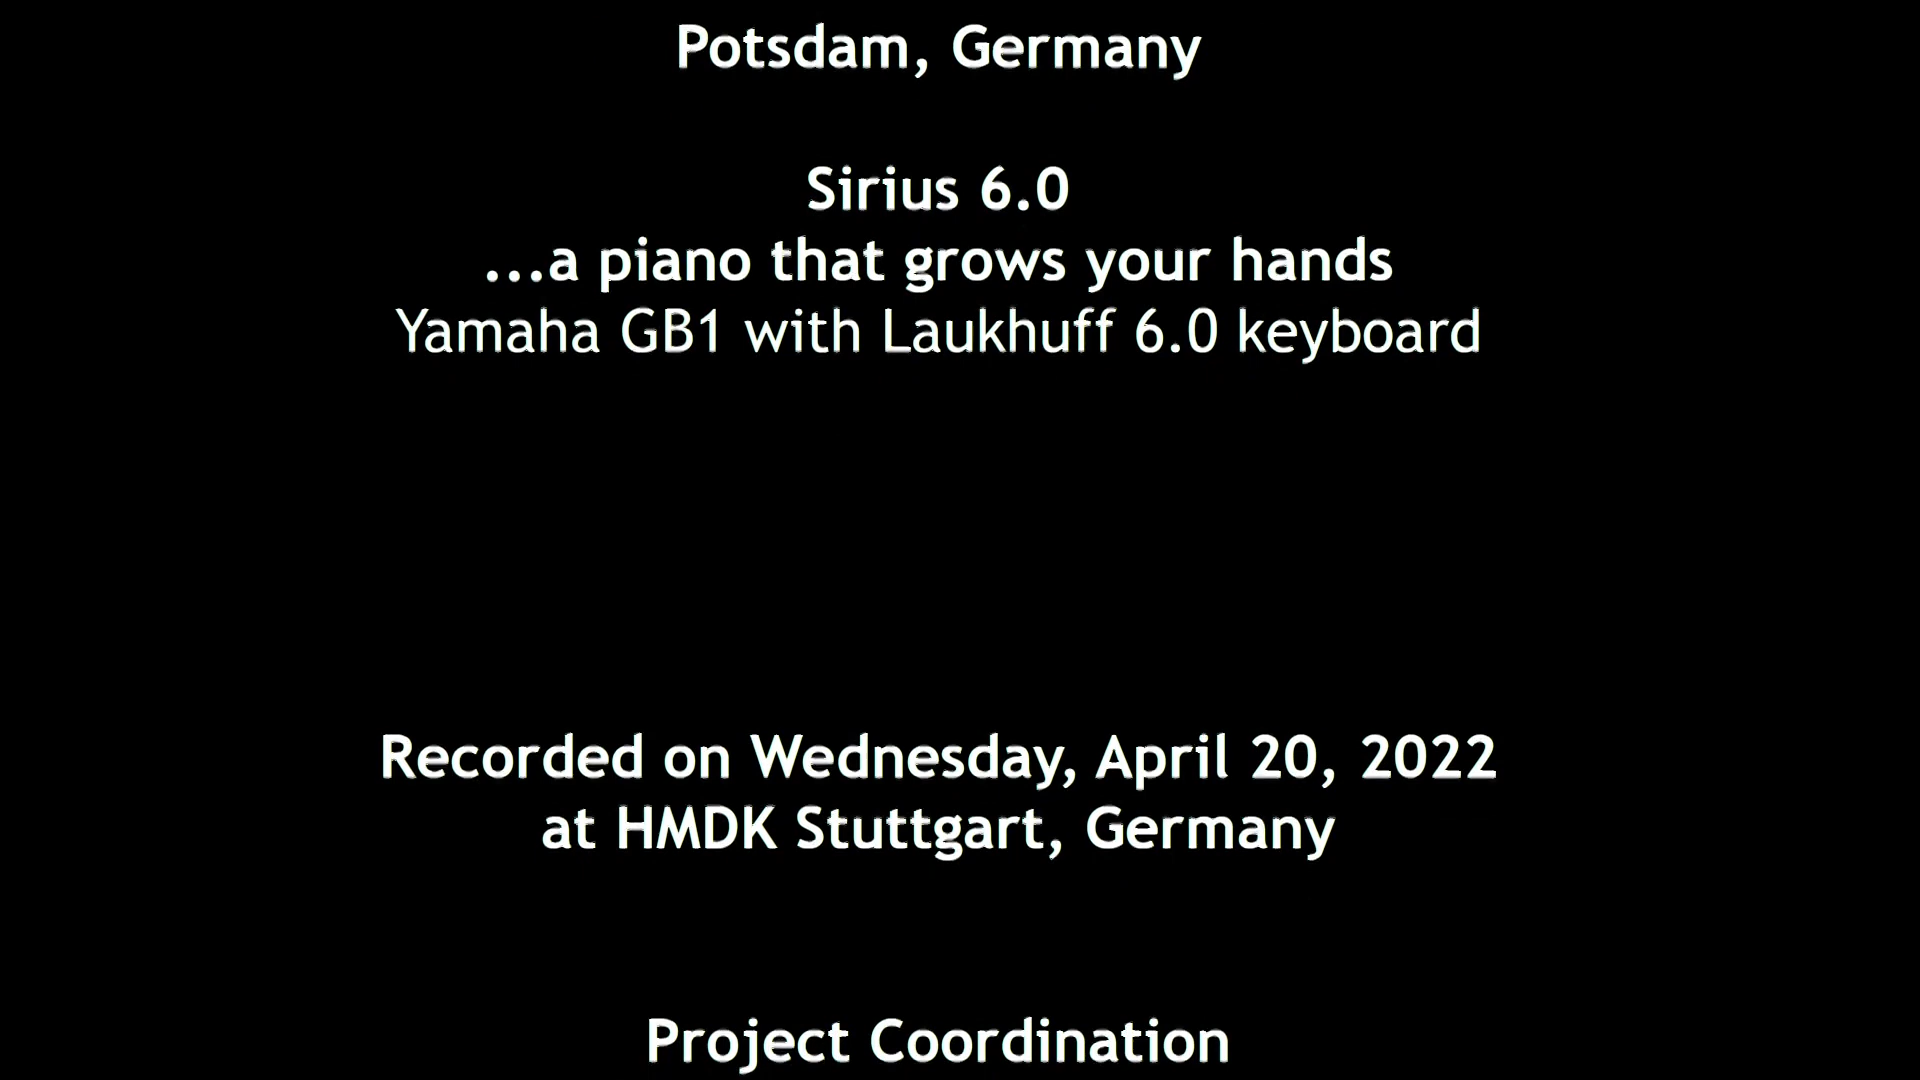 Potsdam, Germany
Sirius 6.0
...a piano that grows your hands
Yamaha GB1 with Laukhuff 6.0 keyboard
Recorded on Wednesday, April 20, 2022
at HMDK Stuttgart, Germany
Project Coordination